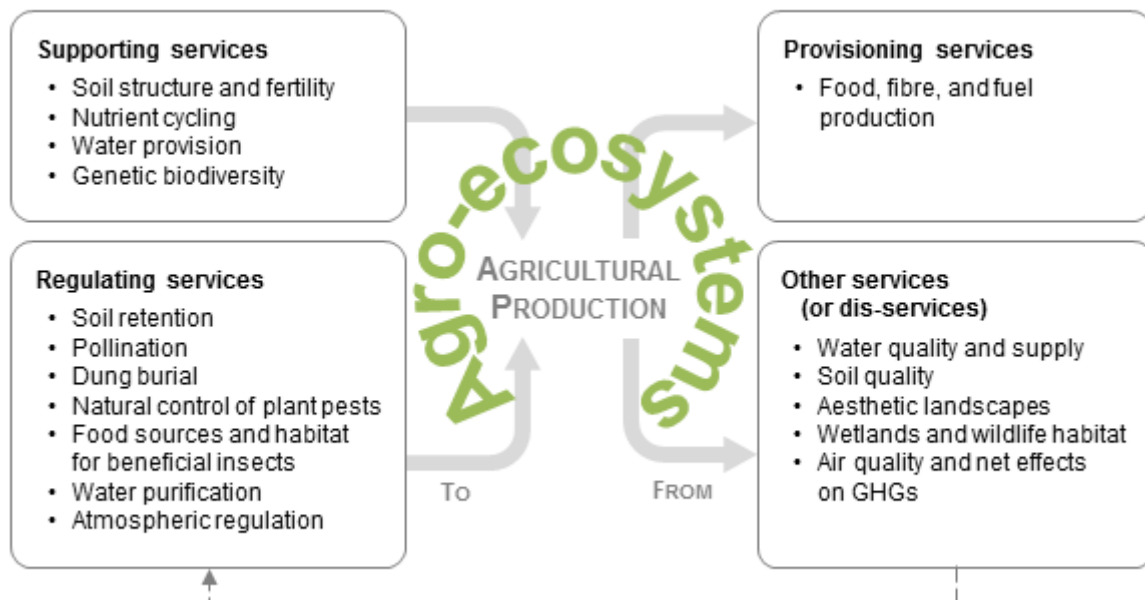 Supporting services
• Soil structure and fertility
• Nutrient cycling
• Water provision
• Genetic biodiversity
Provisioning services
• Food, fibre, and fuel
production
Agro-ecosystems
AGRICULTURAL
PRODUCTION
Regulating services
• Soil retention
• Pollination
• Dung burial
• Natural control of plant pests
• Food sources and habitat
for beneficial insects
• Water purification
• Atmospheric regulation
TO
FROM
Other services
(or dis-services)
• Water quality and supply
• Soil quality
• Aesthetic landscapes
• Wetlands and wildlife habitat
• Air quality and net effects
on GHGs